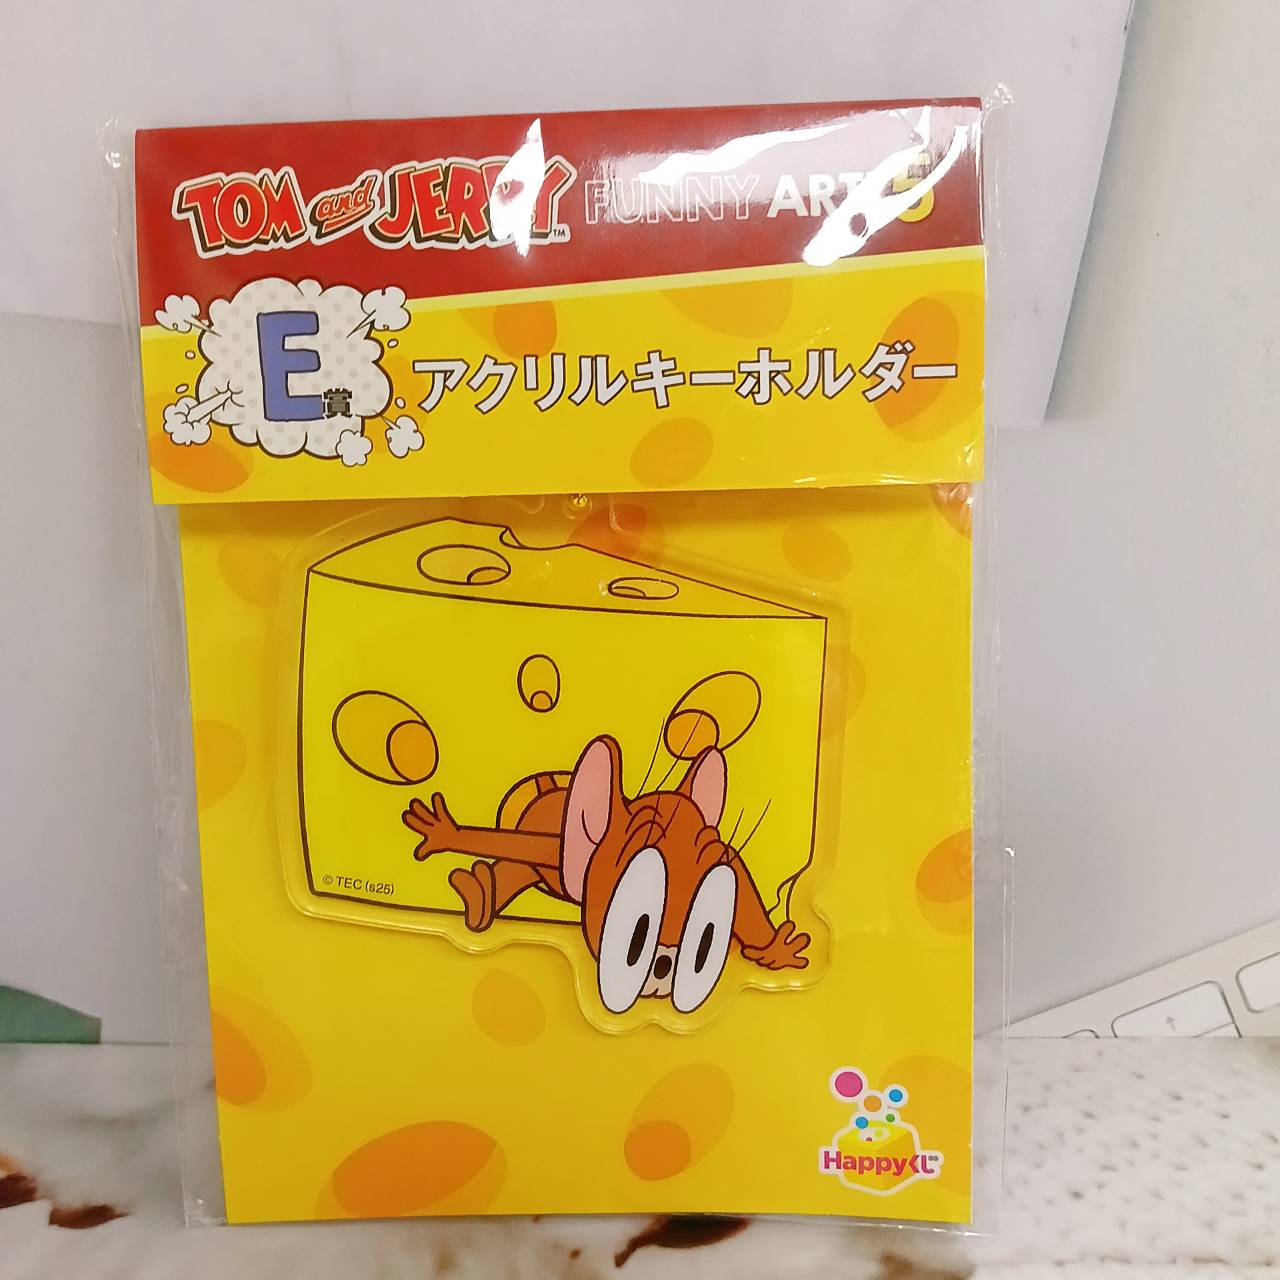 TOM and JERRY™ FUNNY ART
E賞
アクリルキーホルダー
© TEC (s25)
Happyくじ